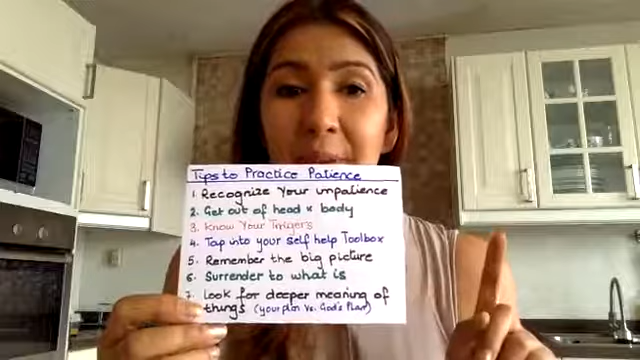 Tips to Practice Patience
1. Recognize Your impatience
2. Get out of head & body
3. Know Your Trigers
4. Tap into your self help Toolbox
5. Remember the big picture
6. Surrender to what is
7. Look for deeper meaning of
things (your plan vs. God's Plan)